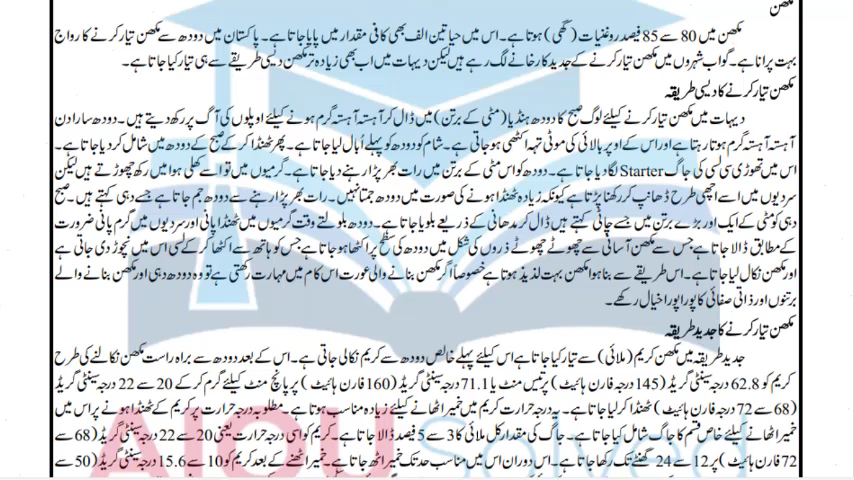 مکھن
مکھن میں 80 سے 85 فیصد روغنیات (گھی) ہوتا ہے۔ اس میں حیاتین الف بھی کافی مقدار میں پایا جاتا ہے۔ پاکستان میں دودھ سے مکھن تیار کرنے کا رواج
بہت پرانا ہے۔ گو اب شہروں میں مکھن تیار کرنے کے جدید کارخانے لگ رہے ہیں لیکن دیہات میں اب بھی زیادہ تر مکھن دیسی طریقے سے ہی تیار کیا جاتا ہے۔
مکھن تیار کرنے کا دیسی طریقہ
دیہات میں مکھن تیار کرنے کیلئے لوگ صبح کا دودھ ہنڈیا (مٹی کے برتن) میں ڈال کر آہستہ آہستہ گرم ہونے کیلئے اوپلوں کی آگ پر رکھ دیتے ہیں۔ دودھ سارا دن
آہستہ آہستہ گرم ہوتا رہتا ہے اور اس کے اوپر بالائی کی موٹی تہہ اکٹھی ہو جاتی ہے۔ شام کو دودھ کو پہلے اُبال لیا جاتا ہے۔ پھر ٹھنڈا کر کے صبح کے دودھ میں شامل کر دیا جاتا ہے۔
اس میں تھوڑی سی لسی کی جاگ Starter لگا دیا جاتا ہے۔ دودھ کو اس مٹی کے برتن میں رات بھر پڑا رہنے دیا جاتا ہے۔ گرمیوں میں تو اسے کھلی ہوا میں رکھ چھوڑتے ہیں لیکن
سردیوں میں اسے اچھی طرح ڈھانپ کر رکھنا پڑتا ہے کیونکہ زیادہ ٹھنڈا ہونے کی صورت میں دودھ جمتا نہیں۔ رات بھر پڑا رہنے سے دودھ جم جاتا ہے جسے دہی کہتے ہیں۔ صبح
دہی کو مٹی کے ایک اور بڑے برتن میں جسے چاٹی کہتے ہیں ڈال کر مدھانی کے ذریعے بلویا جاتا ہے۔ دودھ بلوتے وقت گرمیوں میں ٹھنڈا پانی اور سردیوں میں گرم پانی ضرورت
کے مطابق ڈالا جاتا ہے جس سے مکھن آسانی سے چھوٹے چھوٹے ذروں کی شکل میں دودھ کی سطح پر اکٹھا ہو جاتا ہے جس کو ہاتھ سے اکٹھا کر کے لسی اس میں نچوڑ دی جاتی ہے
اور مکھن نکال لیا جاتا ہے۔ اس طریقے سے بنا ہوا مکھن بہت لذیذ ہوتا ہے خصوصاً اگر مکھن بنانے والی عورت اس کام میں مہارت رکھتی ہے تو وہ دودھ دہی اور مکھن بنانے والے
برتنوں اور ذاتی صفائی کا پورا پورا خیال رکھے۔
مکھن تیار کرنے کا جدید طریقہ
جدید طریقہ میں مکھن کریم (ملائی) سے تیار کیا جاتا ہے اس کیلئے پہلے خالص دودھ سے کریم نکالی جاتی ہے۔ اس کے بعد دودھ سے براہ راست مکھن نکالنے کی طرح
کریم کو 62.8 درجہ سینٹی گریڈ (145 درجہ فارن ہائیٹ) پر تیس منٹ یا 71.1 درجہ سینٹی گریڈ (160 فارن ہائیٹ) پر پانچ منٹ کیلئے گرم کر کے 20 سے 22 درجہ سینٹی گریڈ
(68 سے 72 درجہ فارن ہائیٹ) ٹھنڈا کر لیا جاتا ہے۔ یہ درجہ حرارت کریم میں خمیر اٹھانے کیلئے زیادہ مناسب ہوتا ہے۔ مطلوبہ درجہ حرارت پر کریم کے ٹھنڈا ہونے پر اس میں
خمیر اٹھانے کیلئے خاص قسم کا جاگ شامل کیا جاتا ہے۔ جاگ کی مقدار کل ملائی کا 3 سے 5 فیصد ڈالا جاتا ہے۔ کریم کو اسی درجہ حرارت یعنی 20 سے 22 درجہ سینٹی گریڈ (68 سے
72 فارن ہائیٹ) پر 12 سے 24 گھنٹے تک رکھا جاتا ہے۔ اس دوران اس میں مناسب حد تک خمیر اٹھ جاتا ہے۔ خمیر اٹھنے کے بعد کریم کو 10 سے 15.6 درجہ سینٹی گریڈ (50 سے
AIOU Solved